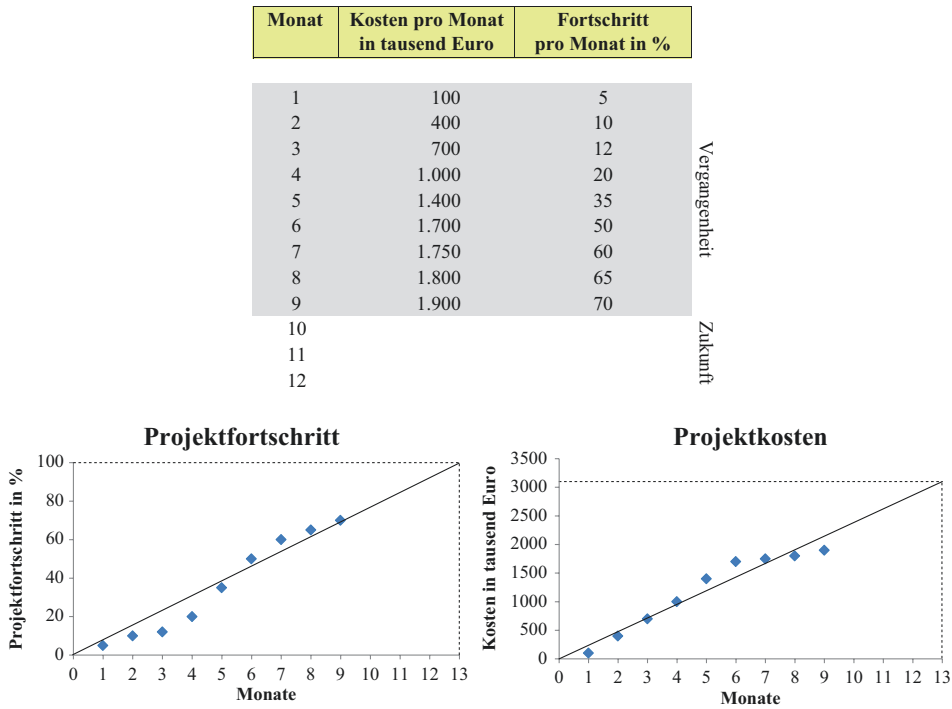 Monat Kosten pro Monat Fortschritt
in tausend Euro pro Monat in %
1 100 5
2 400 10
3 700 12
4 1.000 20
5 1.400 35
6 1.700 50
7 1.750 60
8 1.800 65
9 1.900 70
10
11
12
Vergangenheit
Zukunft
Projektfortschritt
Projektfortschritt in %
100
80
60
40
20
0
0 1 2 3 4 5 6 7 8 9 10 11 12 13
Monate
Projektkosten
Kosten in tausend Euro
3500
3000
2500
2000
1500
1000
500
0
0 1 2 3 4 5 6 7 8 9 10 11 12 13
Monate